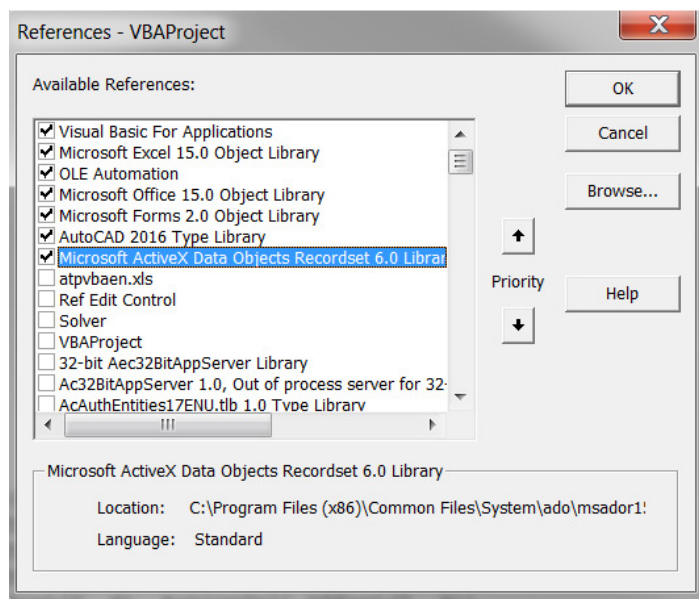 References - VBAProject
Available References:
OK
Visual Basic For Applications
Cancel
Microsoft Excel 15.0 Object Library
OLE Automation
Microsoft Office 15.0 Object Library
Browse...
Microsoft Forms 2.0 Object Library
AutoCAD 2016 Type Library
Microsoft ActiveX Data Objects Recordset 6.0 Librar
atpvbaen.xls
Priority
Ref Edit Control
Help
Solver
VBAProject
32-bit Aec32BitAppServer Library
Ac32BitAppServer 1.0, Out of process server for 32-
AcAuthEntities17ENU.tlb 1.0 Type Library
Microsoft ActiveX Data Objects Recordset 6.0 Library
Location: C:\Program Files (x86)\Common Files\System\ado\msador15
Language: Standard